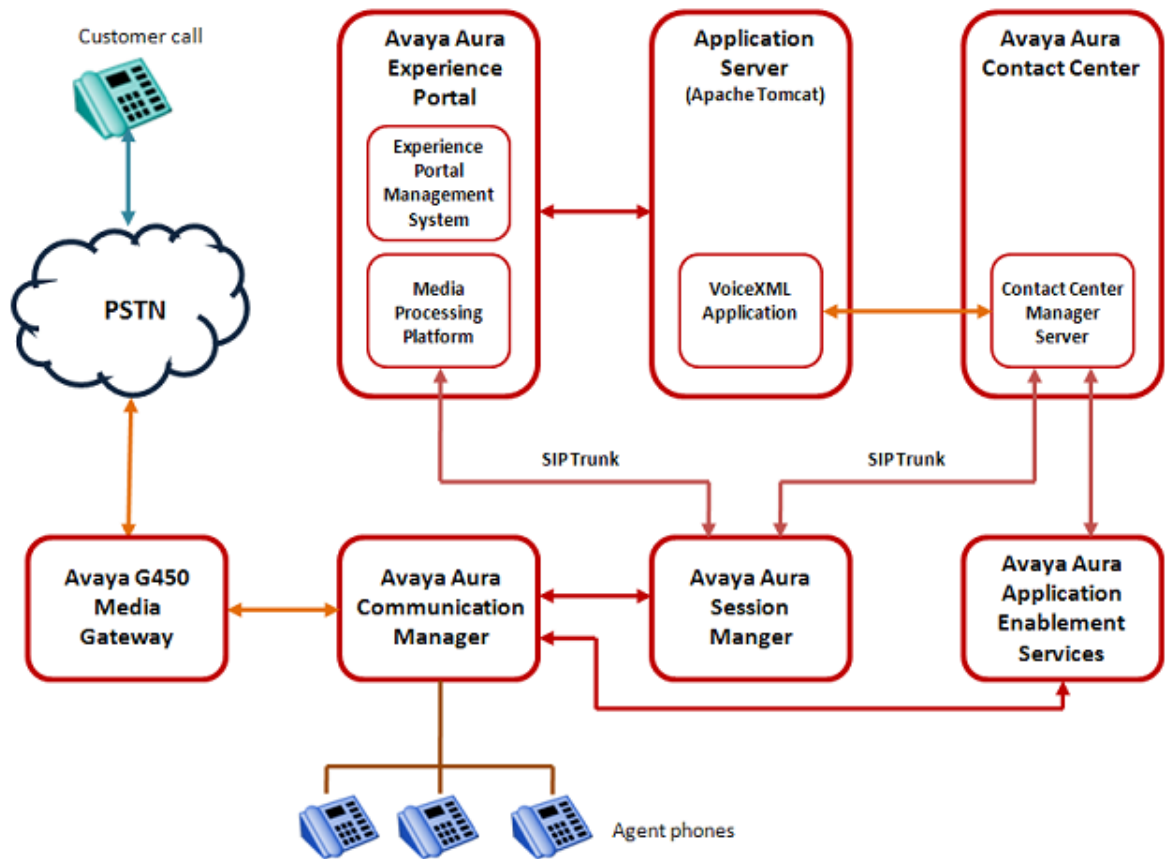 Customer call
PSTN
Avaya Aura
Experience
Portal
Experience
Portal
Management
System
Media
Processing
Platform
Application
Server
(Apache Tomcat)
VoiceXML
Application
Avaya Aura
Contact Center
Contact Center
Manager
Server
SIP Trunk
SIP Trunk
Avaya G450
Media
Gateway
Avaya Aura
Communication
Manager
Avaya Aura
Session
Manger
Avaya Aura
Application
Enablement
Services
Agent phones